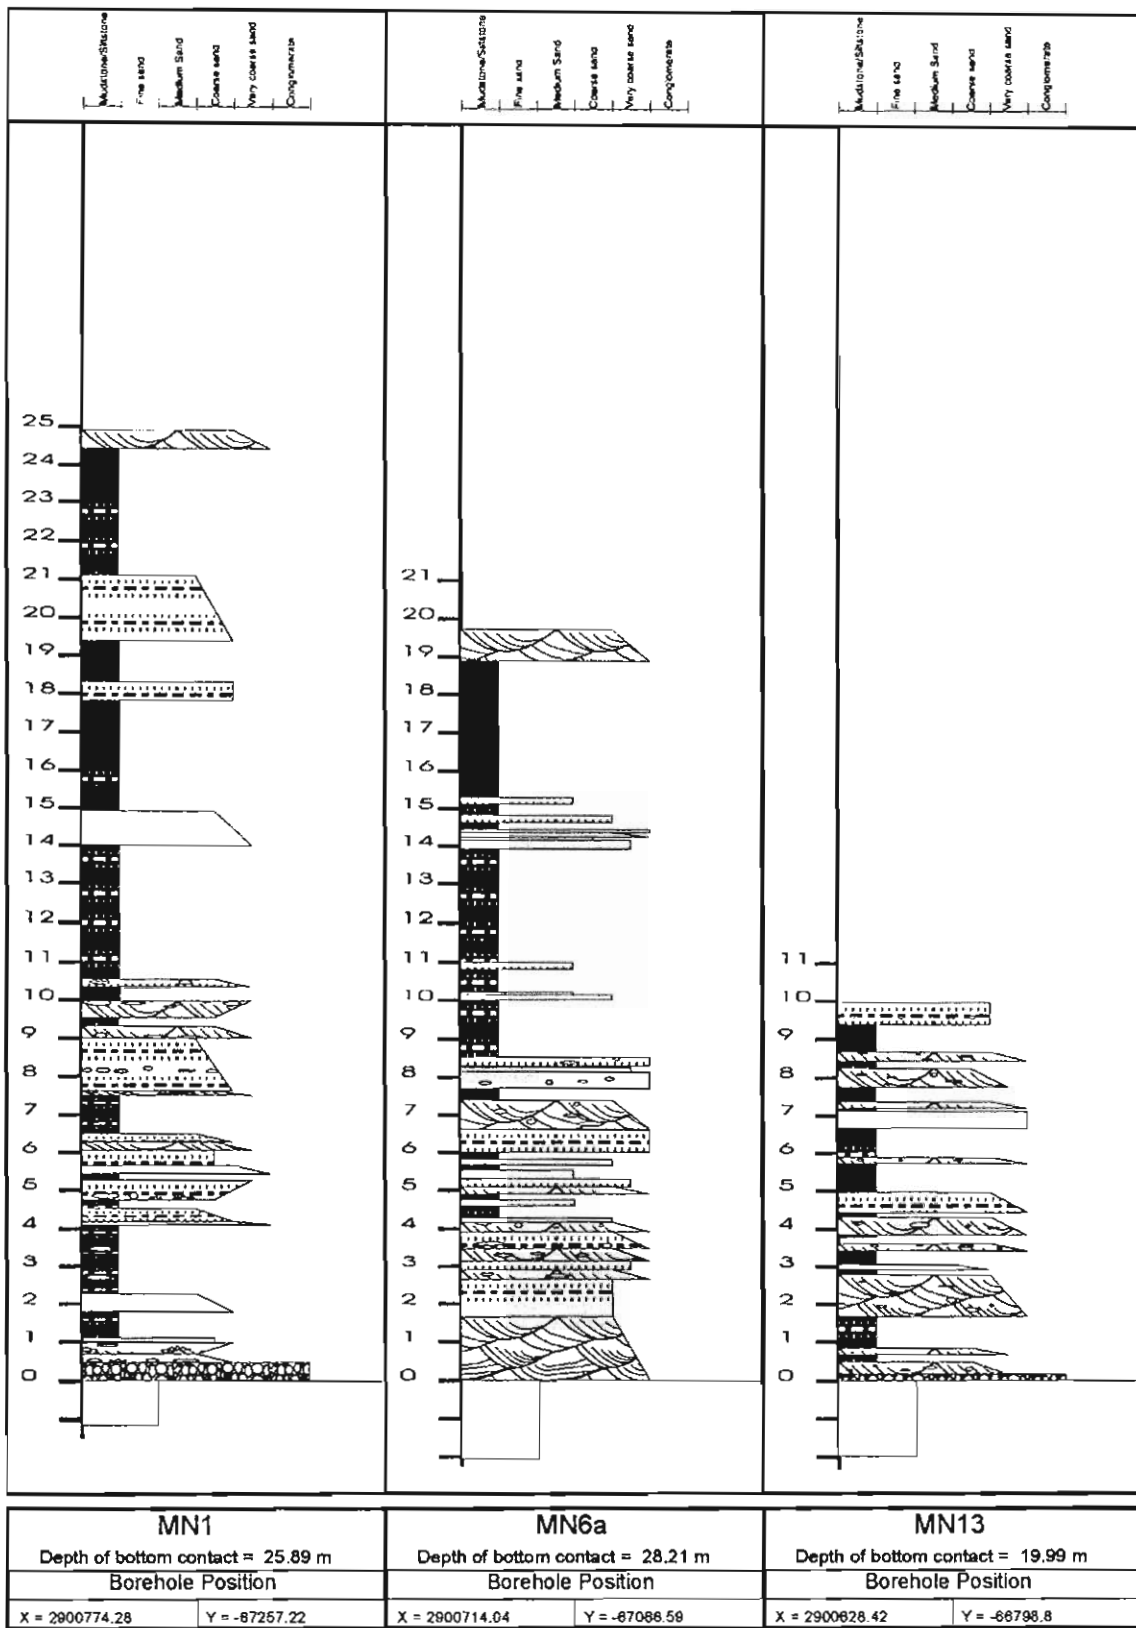 Mudstone/Siltstone
Fine sand
Medium Sand
Coarse sand
Very coarse sand
Conglomerate
Mudstone/Siltstone
Fine sand
Medium Sand
Coarse sand
Very coarse sand
Conglomerate
Mudstone/Siltstone
Fine sand
Medium Sand
Coarse sand
Very coarse sand
Conglomerate
25
24
23
22
21
20
19
18
17
16
15
14
13
12
11
10
9
8
7
6
5
4
3
2
1
0
21
20
19
18
17
16
15
14
13
12
11
10
9
8
7
6
5
4
3
2
1
0
11
10
9
8
7
6
5
4
3
2
1
0
MN1
Depth of bottom contact = 25.89 m
Borehole Position
X = 2900774.28 Y = -67257.22
MN6a
Depth of bottom contact = 28.21 m
Borehole Position
X = 2900714.04 Y = -67086.59
MN13
Depth of bottom contact = 19.99 m
Borehole Position
X = 2900628.42 Y = -66798.8